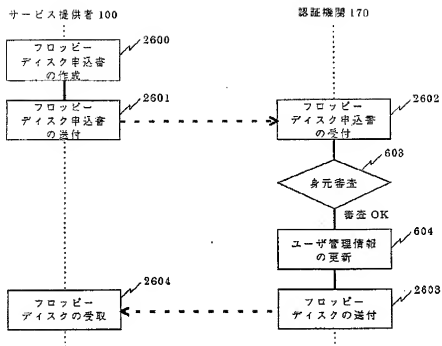 サービス提供者 100
認証機関 170
フロッピー
ディスク申込書
の作成
2600
フロッピー
ディスク申込書
の送付
2601
フロッピー
ディスク申込書
の受付
2602
身元審査
603
審査 OK
ユーザ管理情報
の更新
604
フロッピー
ディスクの受取
2604
フロッピー
ディスクの送付
2603